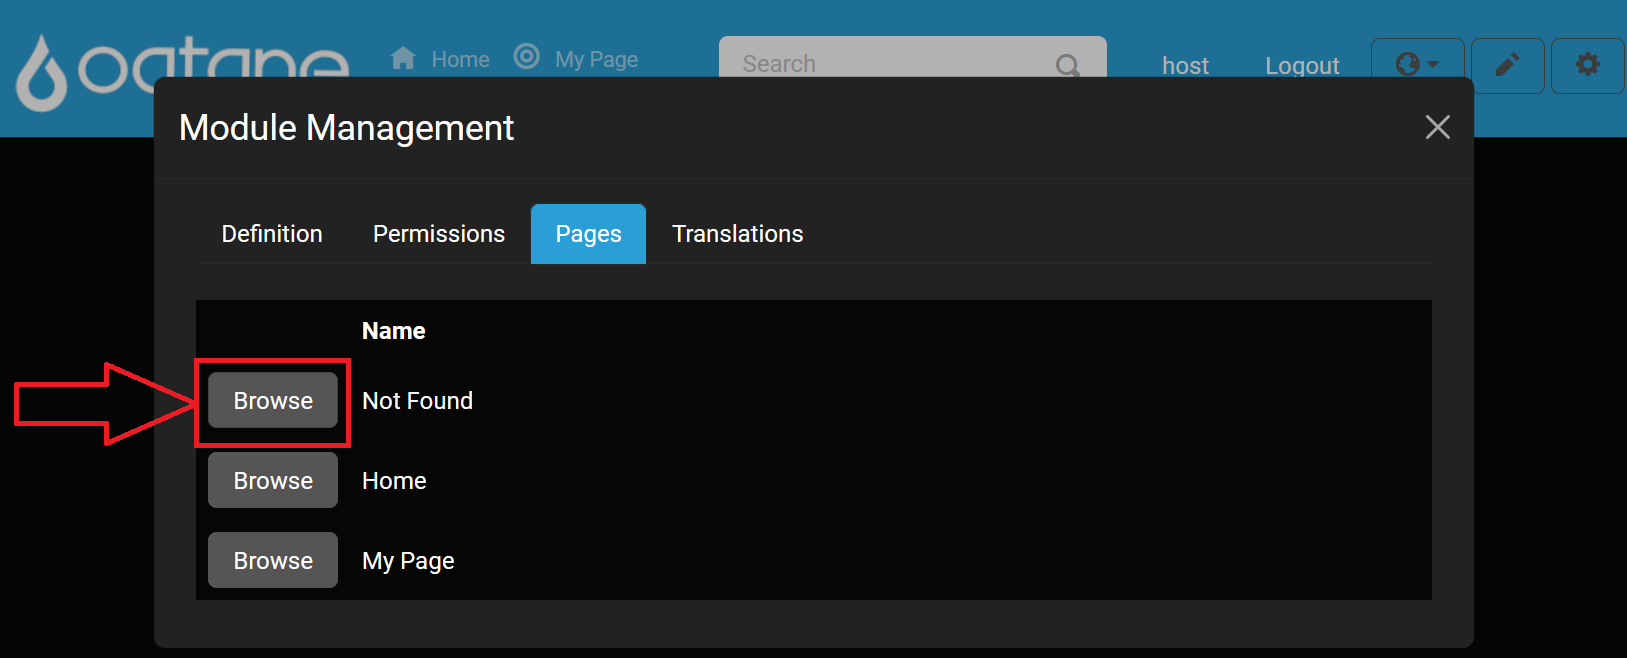 oqtane Home My Page Search host Logout
Module Management
Definition Permissions Pages Translations
Name
Browse Not Found
Browse Home
Browse My Page